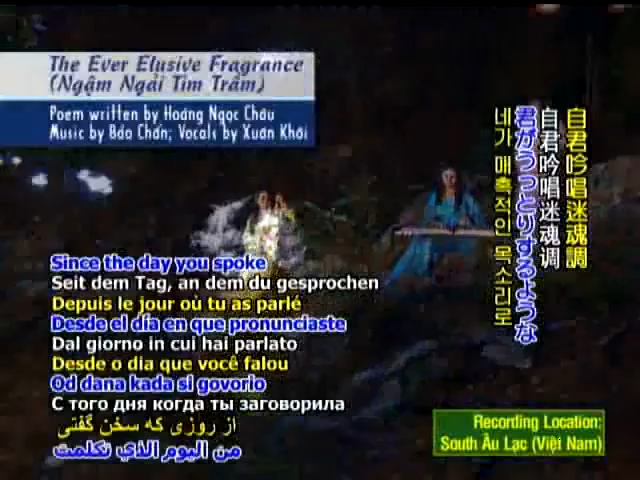 The Ever Elusive Fragrance
(Ngậm Ngải Tìm Trầm)
Poem written by Hoàng Ngọc Châu
Music by Bảo Chấn; Vocals by Xuân Khôi
自君吟唱迷魂調
自君吟唱迷魂调
君がうっとりするような
네가 매혹적인 목소리로
Since the day you spoke
Seit dem Tag, an dem du gesprochen
Depuis le jour où tu as parlé
Desde el día en que pronunciaste
Dal giorno in cui hai parlato
Desde o dia que você falou
Od dana kada si govorio
С того дня когда ты заговорила
از روزی که سخن گفتی
من اليوم الذي تكلمت
Recording Location:
South Âu Lạc (Việt Nam)